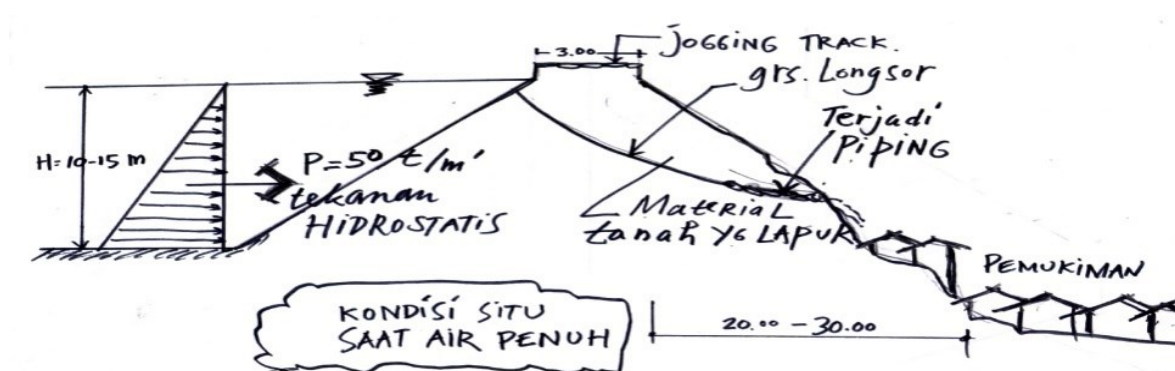 3.00
JOGGING TRACK.
grs. Longsor
Terjadi
PIPING
H=10-15 m
P=50 t/m'
tekanan
HIDROSTATIS
Material
tanah YG LAPUK
PEMUKIMAN
KONDISI SITU
SAAT AIR PENUH
20.00 - 30.00